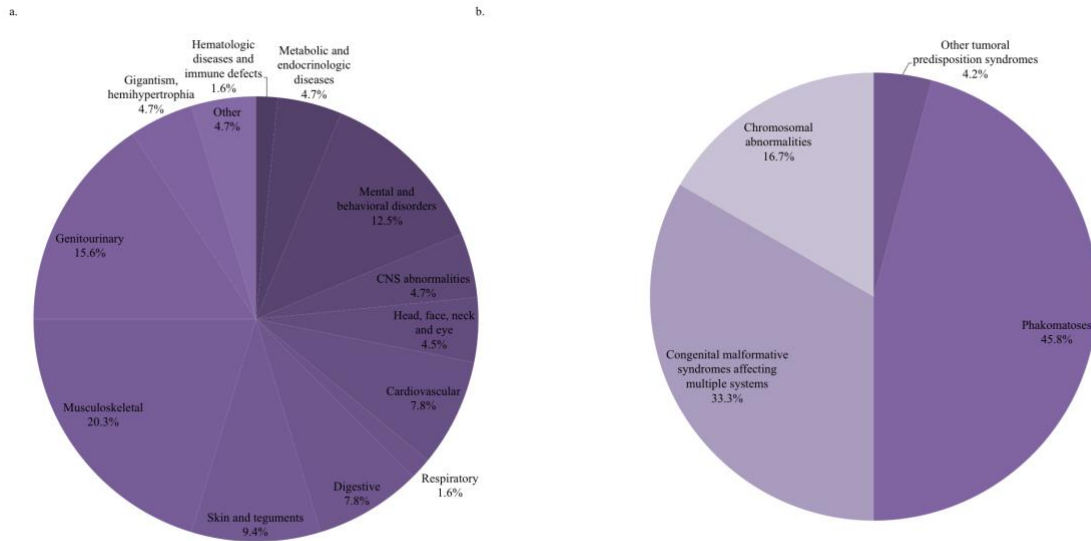 a.
Hematologic
diseases and
immune defects
1.6%
Metabolic and
endocrinologic
diseases
4.7%
Gigantism,
hemihypertrophia
4.7%
Other
4.7%
Mental and
behavioral disorders
12.5%
Genitourinary
15.6%
CNS abnormalities
4.7%
Head, face, neck
and eye
4.5%
Cardiovascular
7.8%
Musculoskeletal
20.3%
Respiratory
1.6%
Digestive
7.8%
Skin and teguments
9.4%
b.
Other tumoral
predisposition syndromes
4.2%
Chromosomal
abnormalities
16.7%
Phakomatoses
45.8%
Congenital malformative
syndromes affecting
multiple systems
33.3%